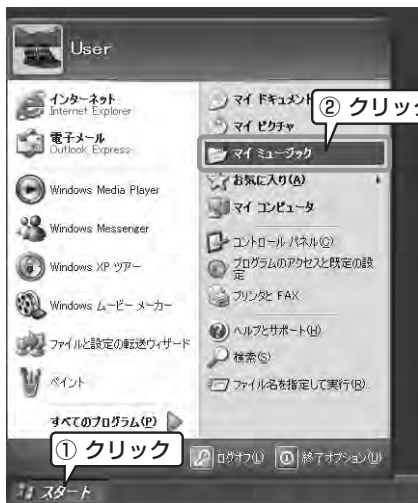 User
インターネット
Internet Explorer
電子メール
Outlook Express
Windows Media Player
Windows Messenger
Windows XP ツアー
Windows ムービー メーカー
ファイルと設定の転送ウィザード
ペイント
すべてのプログラム(P)
マイ ドキュメント
② クリック
マイ ピクチャ
マイ ミュージック
お気に入り(A)
マイ コンピュータ
コントロール パネル(C)
プログラムのアクセスと既定の設
定
プリンタと FAX
ヘルプとサポート(H)
検索(S)
ファイル名を指定して実行(R)...
① クリック
ログオフ(L)
終了オプション(U)
スタート